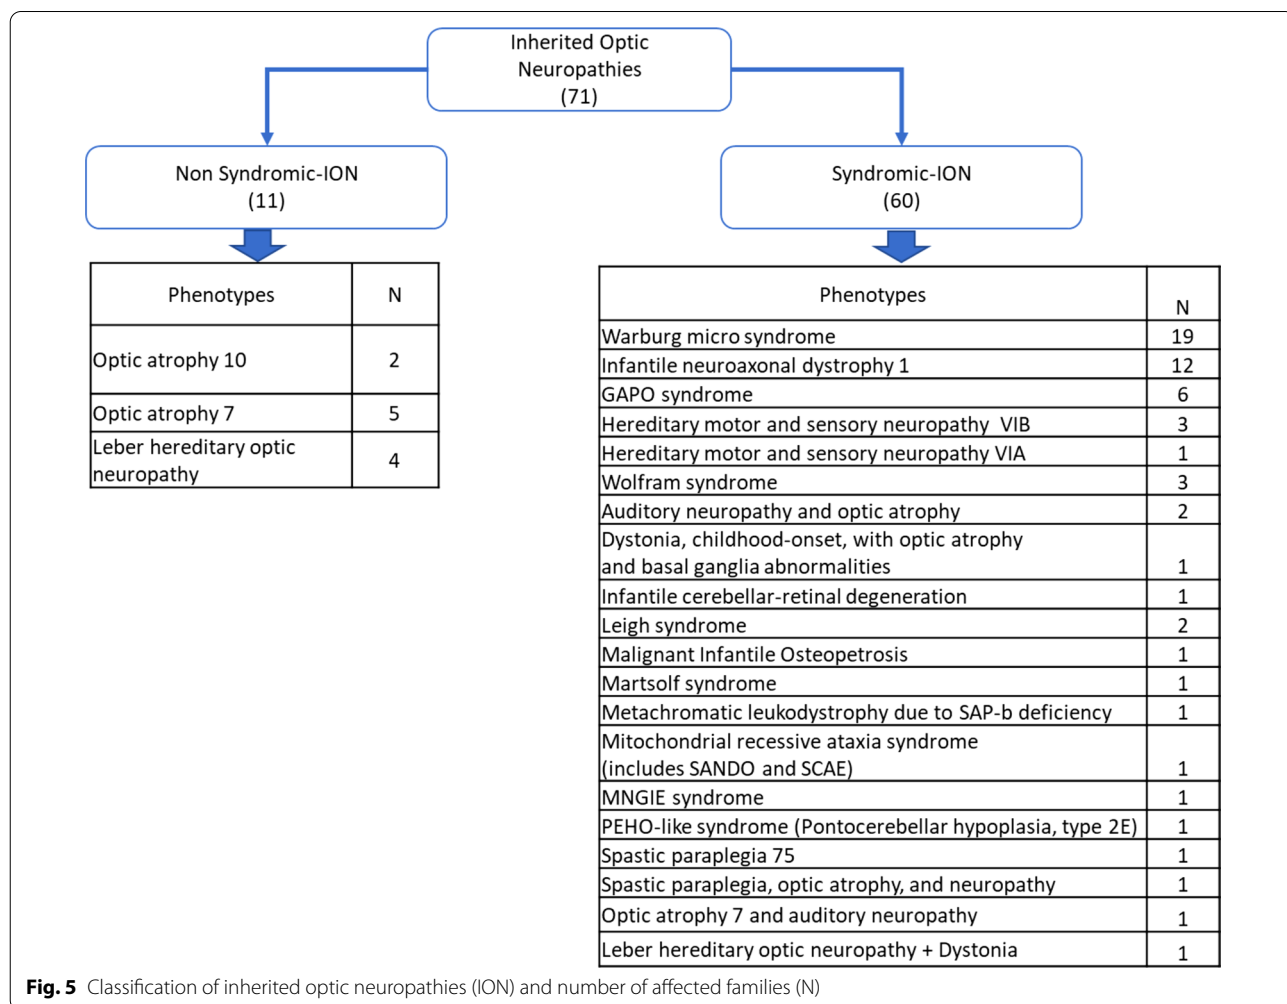 Inherited Optic
Neuropathies
(71)
Non Syndromic-ION
(11)
Syndromic-ION
(60)
Phenotypes N
Optic atrophy 10 2
Optic atrophy 7 5
Leber hereditary optic
neuropathy 4
Phenotypes N
Warburg micro syndrome 19
Infantile neuroaxonal dystrophy 1 12
GAPO syndrome 6
Hereditary motor and sensory neuropathy VIB 3
Hereditary motor and sensory neuropathy VIA 1
Wolfram syndrome 3
Auditory neuropathy and optic atrophy 2
Dystonia, childhood-onset, with optic atrophy
and basal ganglia abnormalities 1
Infantile cerebellar-retinal degeneration 1
Leigh syndrome 2
Malignant Infantile Osteopetrosis 1
Martsolf syndrome 1
Metachromatic leukodystrophy due to SAP-b deficiency 1
Mitochondrial recessive ataxia syndrome
(includes SANDO and SCAE) 1
MNGIE syndrome 1
PEHO-like syndrome (Pontocerebellar hypoplasia, type 2E) 1
Spastic paraplegia 75 1
Spastic paraplegia, optic atrophy, and neuropathy 1
Optic atrophy 7 and auditory neuropathy 1
Leber hereditary optic neuropathy + Dystonia 1
Fig. 5 Classification of inherited optic neuropathies (ION) and number of affected families (N)